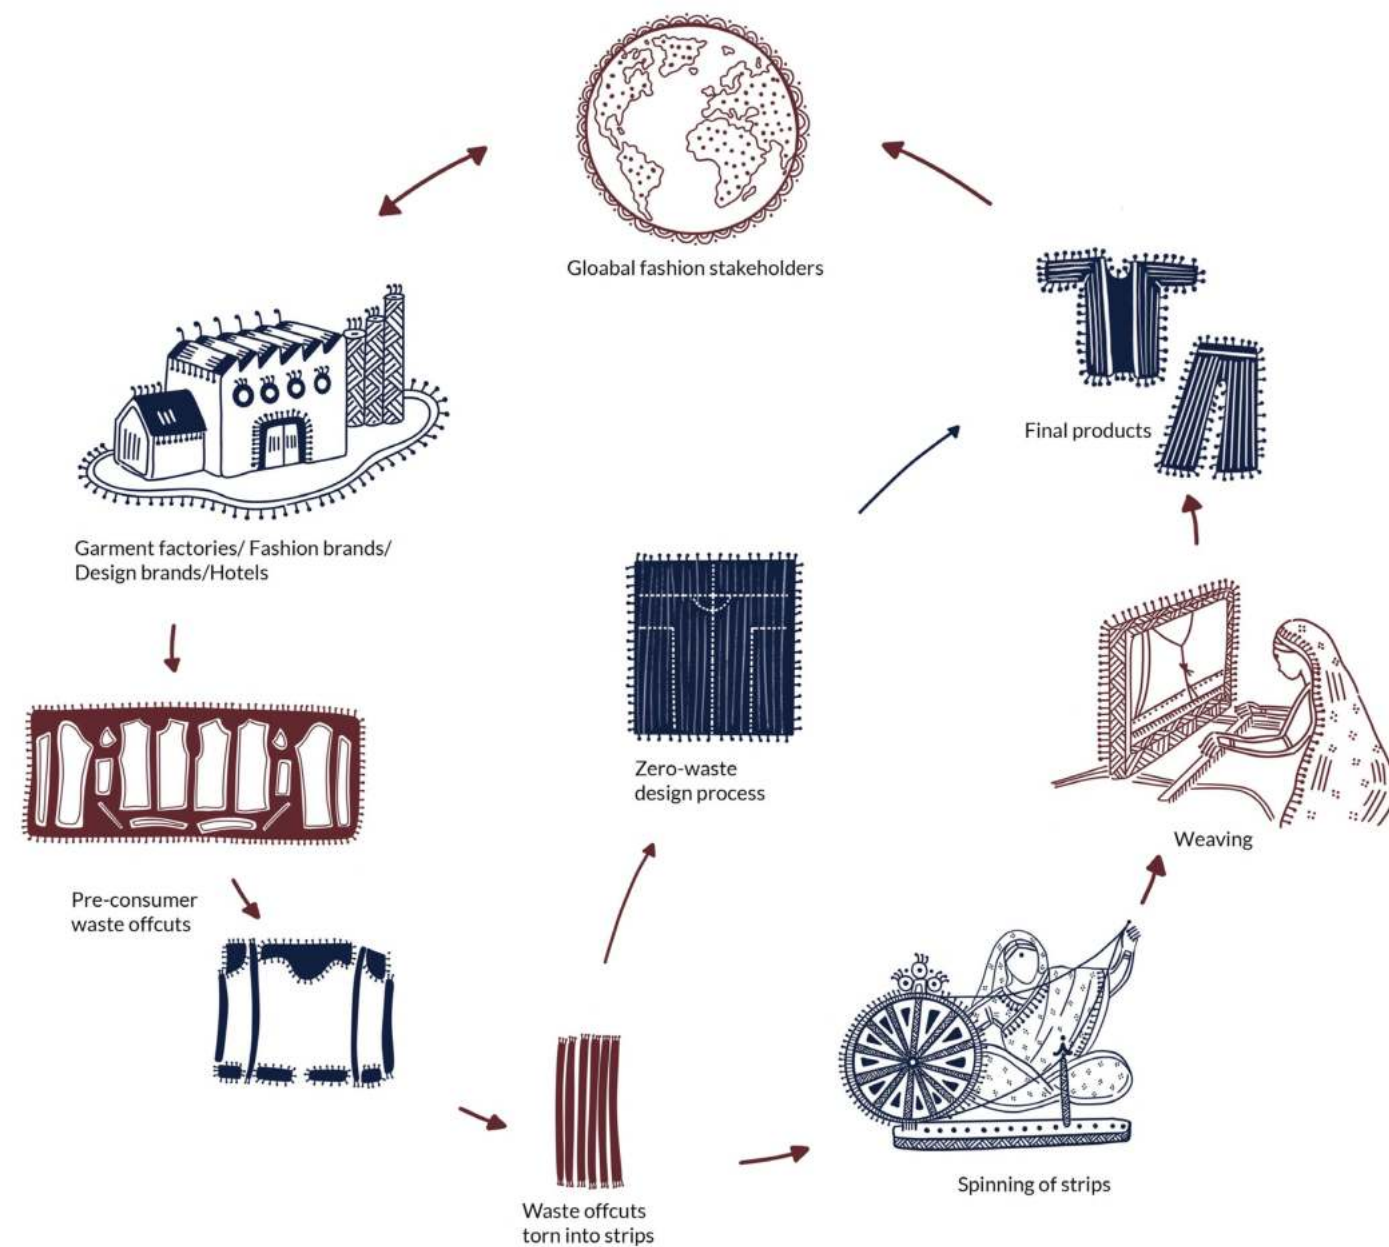 Gloabal fashion stakeholders
Final products
Garment factories/ Fashion brands/
Design brands/Hotels
Zero-waste
design process
Weaving
Pre-consumer
waste offcuts
Spinning of strips
Waste offcuts
torn into strips